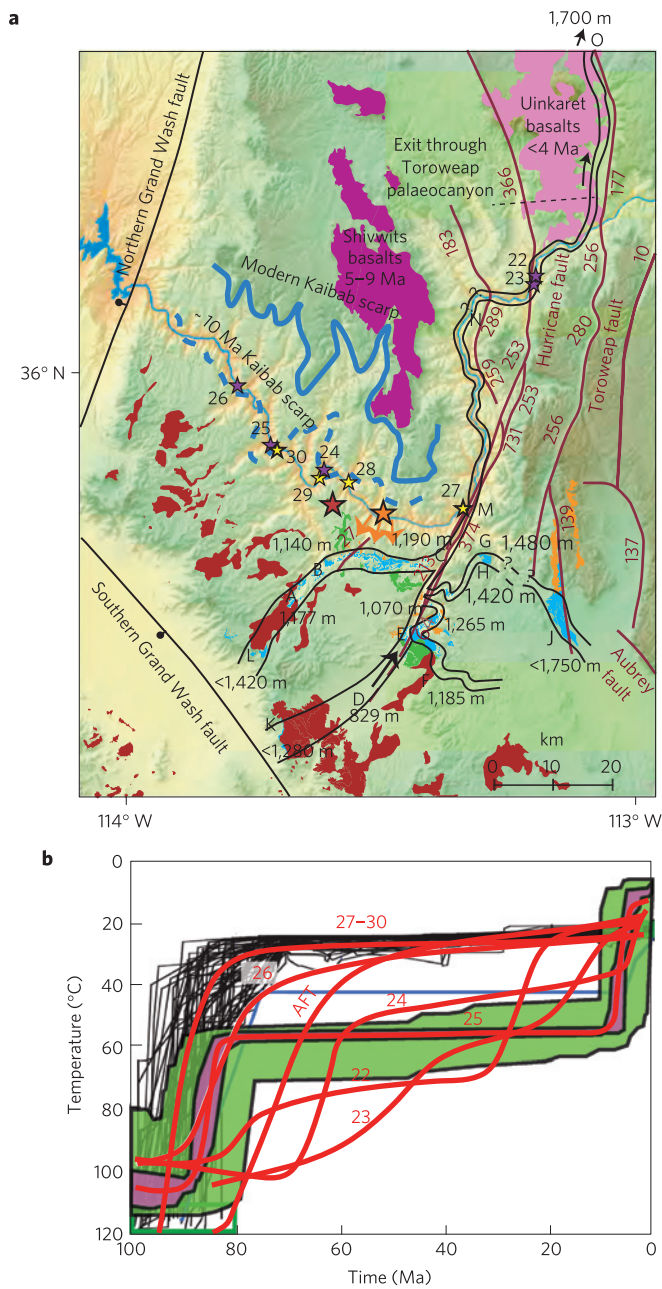 a
1,700 m
O
Uinkaret
basalts
<4 Ma
Exit through
Toroweap
palaeocanyon
366
177
Northern Grand Wash fault
Shivwits
basalts
5–9 Ma
183
22
23
256
10
Modern Kaibab scarp
Hurricane fault
N
289
280
Toroweap fault
36° N
~10 Ma Kaibab scarp
259
253
253
26
25
30
24
28
29
731
256
27
M
139
1,140 m
27
1,190 m
374
G
1,480 m
B
H
?
?
137
A
1,477 m
1,070 m
1,420 m
E
1,265 m
J
L
<1,420 m
<1,750 m
Southern Grand Wash fault
F
1,185 m
Aubrey
fault
D
829 m
K
<1,280 m
km
0 10 20
114° W
113° W
b
0
20
40
60
80
100
120
Temperature (°C)
27–30
26
AFT
24
25
22
23
100 80 60 40 20 0
Time (Ma)